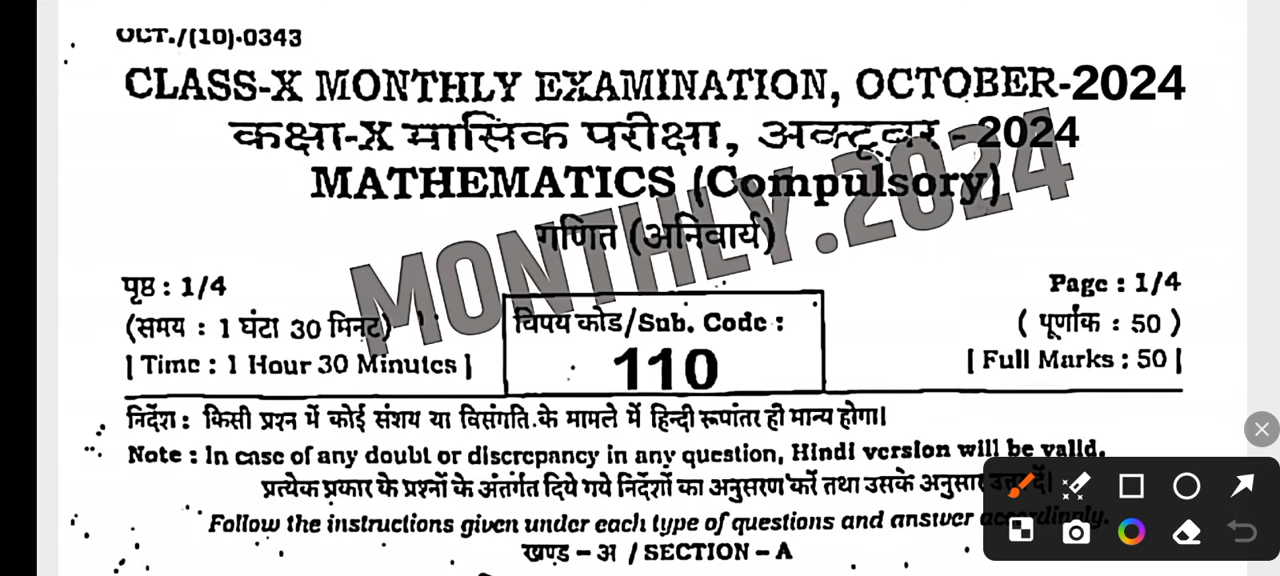 OCT./(10)-0343
CLASS-X MONTHLY EXAMINATION, OCTOBER-2024
कक्षा-X मासिक परीक्षा, अक्टूबर - 2024
MATHEMATICS (Compulsory)
गणित (अनिवार्य)
MONTHLY.2024
पृष्ठ : 1/4
Page : 1/4
(समय : 1 घंटा 30 मिनट)
विषय कोड/Sub. Code :
( पूर्णांक : 50 )
[ Time : 1 Hour 30 Minutes ]
110
[ Full Marks : 50 ]
निर्देश : किसी प्रश्न में कोई संशय या विसंगति के मामले में हिन्दी रूपांतर ही मान्य होगा।
Note : In case of any doubt or discrepancy in any question, Hindi version will be valid.
प्रत्येक प्रकार के प्रश्नों के अंतर्गत दिये गये निर्देशों का अनुसरण करें तथा उसके अनुसार उत्तर दें।
Follow the instructions given under each type of questions and answer accordingly.
खण्ड - अ / SECTION - A